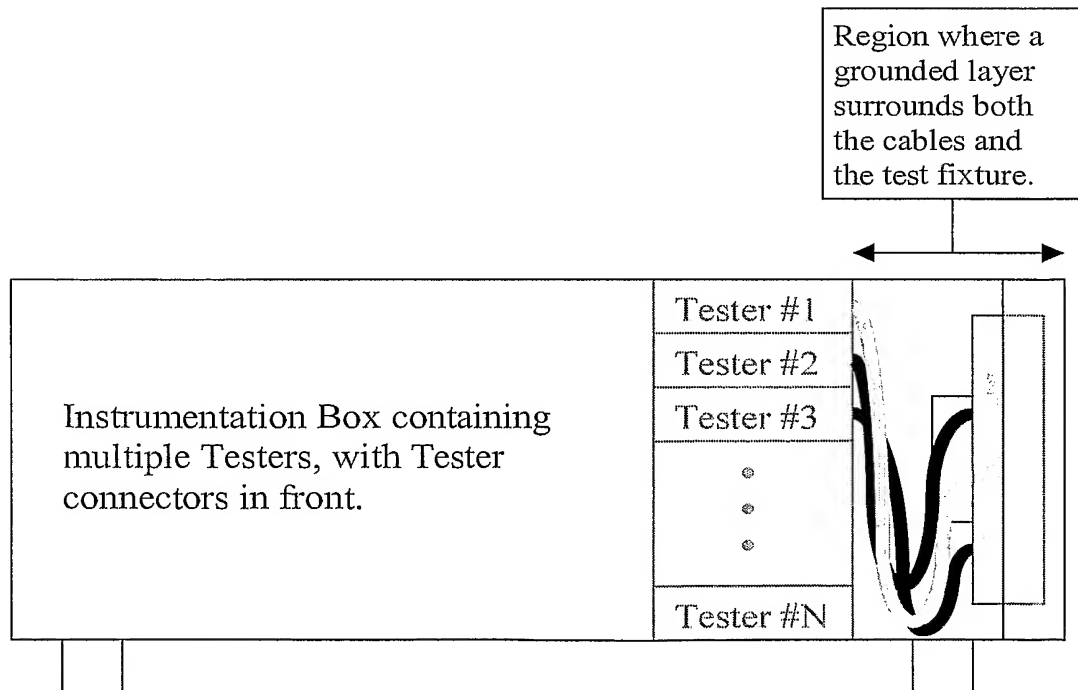 Region where a
grounded layer
surrounds both
the cables and
the test fixture.
Tester #1
Tester #2
Tester #3
Tester #N
Instrumentation Box containing
multiple Testers, with Tester
connectors in front.